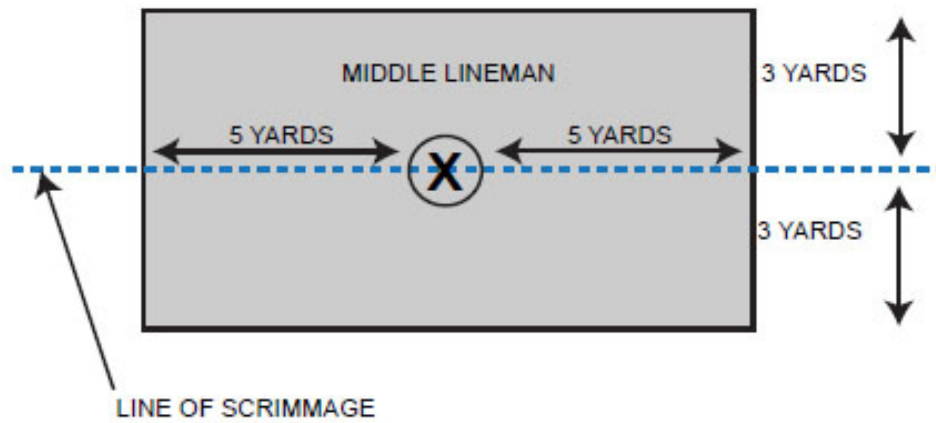 MIDDLE LINEMAN
3 YARDS
5 YARDS
5 YARDS
X
3 YARDS
LINE OF SCRIMMAGE